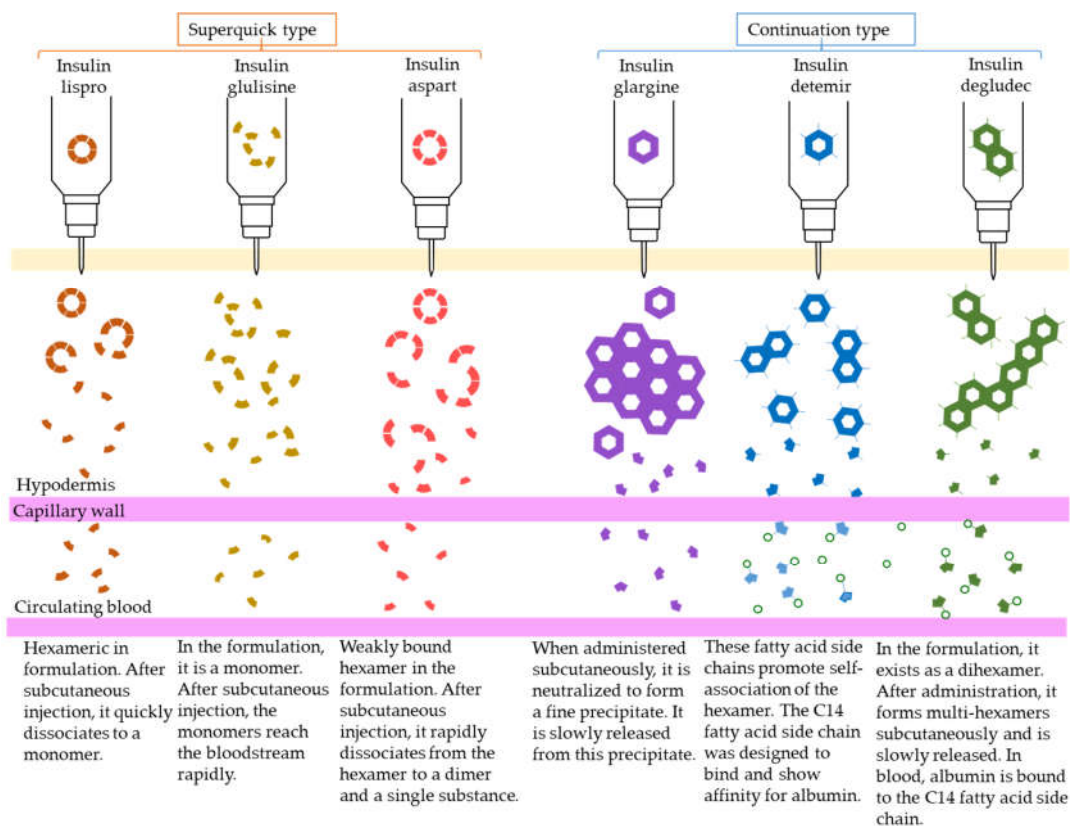 Superquick type
Continuation type
Insulin
lispro
Insulin
glulisine
Insulin
aspart
Insulin
glargine
Insulin
detemir
Insulin
degludec
Hypodermis
Capillary wall
Circulating blood
Hexameric in
formulation. After
subcutaneous
injection, it quickly
dissociates to a
monomer.
In the formulation,
it is a monomer.
After subcutaneous
injection, the
monomers reach
the bloodstream
rapidly.
Weakly bound
hexamer in the
formulation. After
subcutaneous
injection, it rapidly
dissociates from the
hexamer to a dimer
and a single substance.
When administered
subcutaneously, it is
neutralized to form
a fine precipitate. It
is slowly released
from this precipitate.
These fatty acid side
chains promote self-
association of the
hexamer. The C14
fatty acid side chain
was designed to
bind and show
affinity for albumin.
In the formulation, it
exists as a dihexamer.
After administration, it
forms multi-hexamers
subcutaneously and is
slowly released. In
blood, albumin is bound
to the C14 fatty acid side
chain.